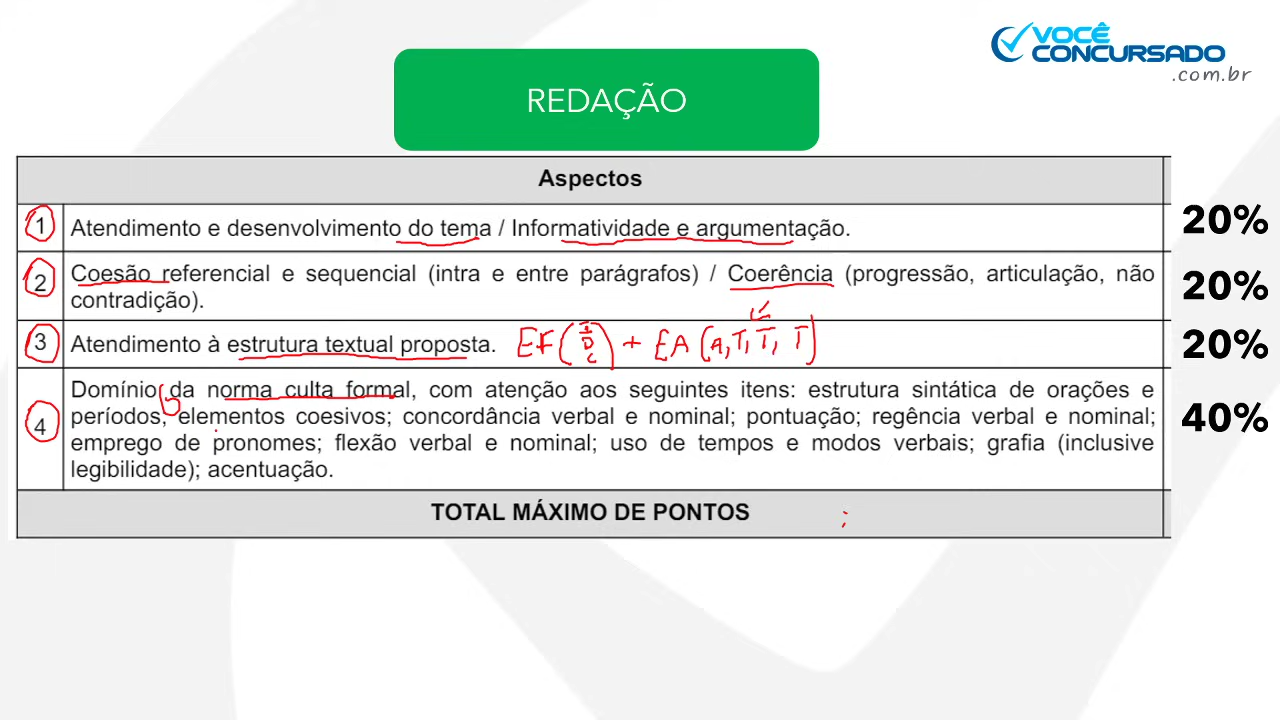 VOCÊ
CONCURSADO
.com.br
REDAÇÃO
Aspectos
1 Atendimento e desenvolvimento do tema / Informatividade e argumentação. 20%
2 Coesão referencial e sequencial (intra e entre parágrafos) / Coerência (progressão, articulação, não
contradição). 20%
3 Atendimento à estrutura textual proposta. EF ( I D C ) + EA (A, T, T, T) 20%
4 Domínio da norma culta formal, com atenção aos seguintes itens: estrutura sintática de orações e
períodos, elementos coesivos; concordância verbal e nominal; pontuação; regência verbal e nominal; 40%
emprego de pronomes; flexão verbal e nominal; uso de tempos e modos verbais; grafia (inclusive
legibilidade); acentuação.
TOTAL MÁXIMO DE PONTOS